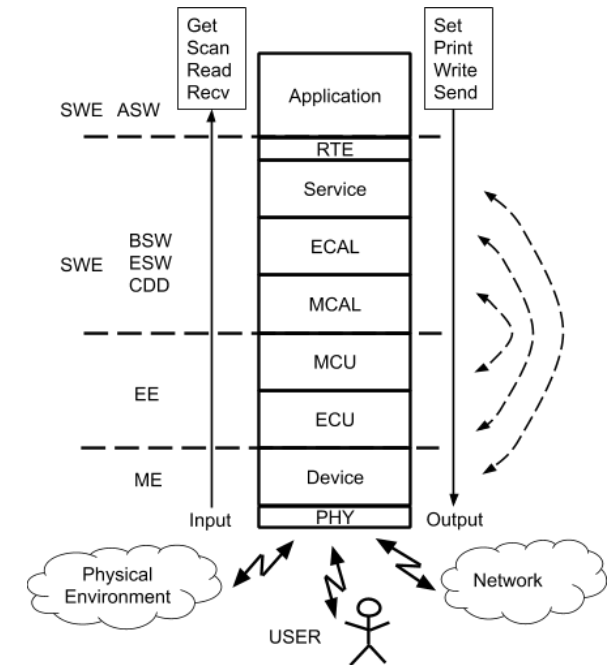 Get
Scan
Read
Recv
Set
Print
Write
Send
Application
SWE ASW
RTE
Service
BSW
SWE ESW
CDD
ECAL
MCAL
MCU
EE
ECU
ME
Device
Input
PHY
Output
Physical
Environment
Network
USER